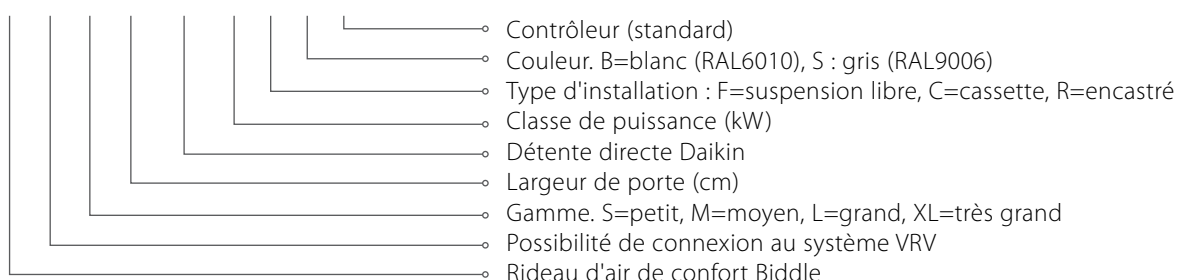 Contrôleur (standard)
Couleur. B=blanc (RAL6010), S : gris (RAL9006)
Type d'installation : F=suspension libre, C=cassette, R=encastré
Classe de puissance (kW)
Détente directe Daikin
Largeur de porte (cm)
Gamme. S=petit, M=moyen, L=grand, XL=très grand
Possibilité de connexion au système VRV
Rideau d'air de confort Biddle